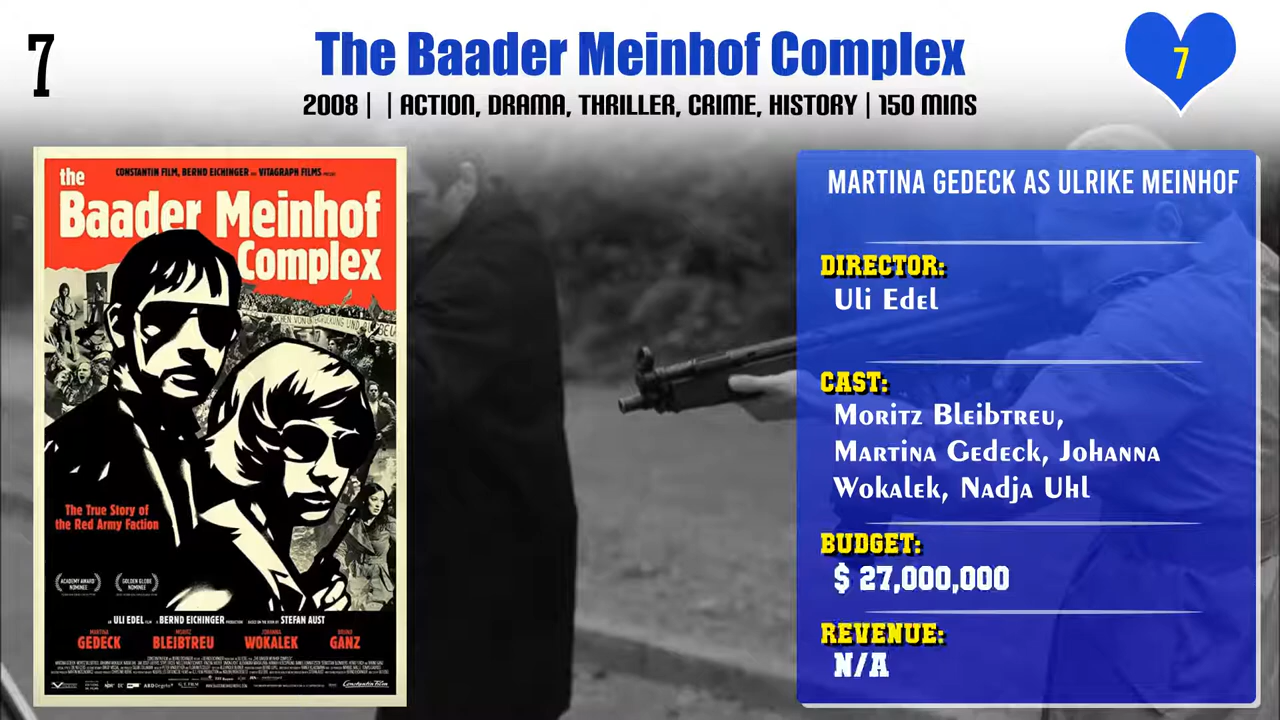 7
The Baader Meinhof Complex
7
2008 | | ACTION, DRAMA, THRILLER, CRIME, HISTORY | 150 MINS
CONSTANTIN FILM, BERND EICHINGER AND VITAGRAPH FILMS
the
Baader Meinhof
Complex
The True Story of
the Red Army Faction
ACADEMY AWARD
NOMINEE
GOLDEN GLOBE
NOMINEE
AN ULI EDEL FILM A BERND EICHINGER PRODUCTION BASED ON THE BOOK BY STEFAN AUST
MARTINA GEDECK
MORITZ BLEIBTREU
JOHANNA WOKALEK
BRUNO GANZ
Constantin Film
MARTINA GEDECK AS ULRIKE MEINHOF
DIRECTOR:
Uli Edel
CAST:
Moritz Bleibtreu,
Martina Gedeck, Johanna
Wokalek, Nadja Uhl
BUDGET:
$ 27,000,000
REVENUE:
N/A